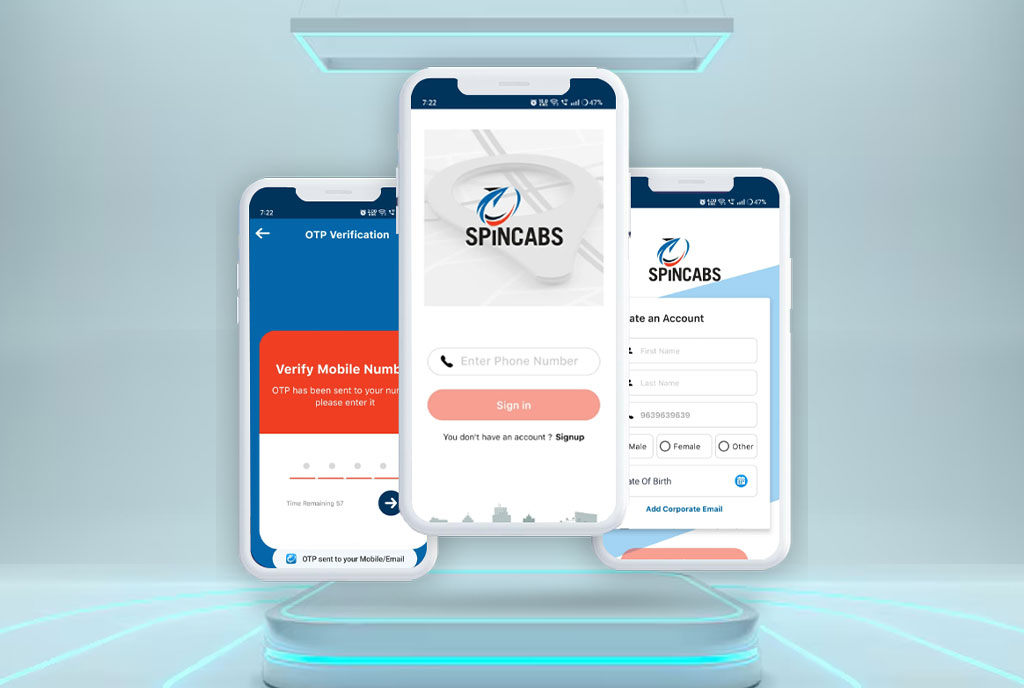 7:22
OTP Verification
Verify Mobile Numb
OTP has been sent to your nur
please enter it
Time Remaining 57
OTP sent to your Mobile/Email
7:22
47%
SPINCABS
Enter Phone Number
Sign in
You don't have an account ? Signup
47%
SPINCABS
ate an Account
First Name
Last Name
9639639639
Male
Female
Other
ate Of Birth
Add Corporate Email